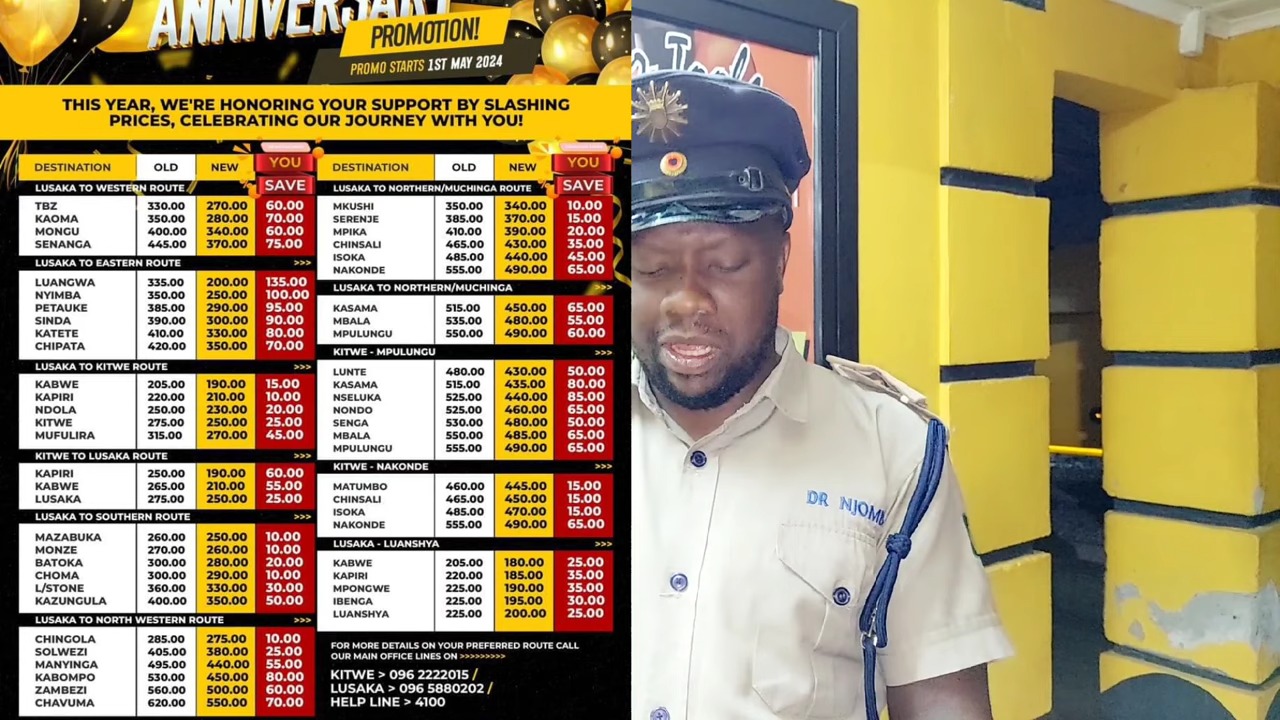 ANNIVERSARY
PROMOTION!
PROMO STARTS 1ST MAY 2024
THIS YEAR, WE'RE HONORING YOUR SUPPORT BY SLASHING
PRICES, CELEBRATING OUR JOURNEY WITH YOU!
DESTINATION OLD NEW YOU SAVE
LUSAKA TO WESTERN ROUTE
TBZ 330.00 270.00 60.00
KAOMA 350.00 280.00 70.00
MONGU 400.00 340.00 60.00
SENANGA 445.00 370.00 75.00
LUSAKA TO EASTERN ROUTE >>>
LUANGWA 335.00 200.00 135.00
NYIMBA 350.00 250.00 100.00
PETAUKE 385.00 290.00 95.00
SINDA 390.00 300.00 90.00
KATETE 410.00 330.00 80.00
CHIPATA 420.00 350.00 70.00
LUSAKA TO KITWE ROUTE >>>
KABWE 205.00 190.00 15.00
KAPIRI 220.00 210.00 10.00
NDOLA 250.00 230.00 20.00
KITWE 275.00 250.00 25.00
MUFULIRA 315.00 270.00 45.00
KITWE TO LUSAKA ROUTE >>>
KAPIRI 250.00 190.00 60.00
KABWE 265.00 210.00 55.00
LUSAKA 275.00 250.00 25.00
LUSAKA TO SOUTHERN ROUTE >>>
MAZABUKA 260.00 250.00 10.00
MONZE 270.00 260.00 10.00
BATOKA 300.00 280.00 20.00
CHOMA 300.00 290.00 10.00
L/STONE 360.00 330.00 30.00
KAZUNGULA 400.00 350.00 50.00
LUSAKA TO NORTH WESTERN ROUTE >>>
CHINGOLA 285.00 275.00 10.00
SOLWEZI 405.00 380.00 25.00
MANYINGA 495.00 440.00 55.00
KABOMPO 530.00 450.00 80.00
ZAMBEZI 560.00 500.00 60.00
CHAVUMA 620.00 550.00 70.00
DESTINATION OLD NEW YOU SAVE
LUSAKA TO NORTHERN/MUCHINGA ROUTE
MKUSHI 350.00 340.00 10.00
SERENJE 385.00 370.00 15.00
MPIKA 410.00 390.00 20.00
CHINSALI 465.00 430.00 35.00
ISOKA 485.00 440.00 45.00
NAKONDE 555.00 490.00 65.00
LUSAKA TO NORTHERN/MUCHINGA >>>
KASAMA 515.00 450.00 65.00
MBALA 535.00 480.00 55.00
MPULUNGU 550.00 490.00 60.00
KITWE - MPULUNGU >>>
LUNTE 480.00 430.00 50.00
KASAMA 515.00 435.00 80.00
NSELUKA 525.00 440.00 85.00
NONDO 525.00 460.00 65.00
SENGA 530.00 480.00 50.00
MBALA 550.00 485.00 65.00
MPULUNGU 555.00 490.00 65.00
KITWE - NAKONDE >>>
MATUMBO 460.00 445.00 15.00
CHINSALI 465.00 450.00 15.00
ISOKA 485.00 470.00 15.00
NAKONDE 555.00 490.00 65.00
LUSAKA - LUANSHYA >>>
KABWE 205.00 180.00 25.00
KAPIRI 220.00 185.00 35.00
MPONGWE 225.00 190.00 35.00
IBENGA 225.00 195.00 30.00
LUANSHYA 225.00 200.00 25.00
FOR MORE DETAILS ON YOUR PREFERRED ROUTE CALL
OUR MAIN OFFICE LINES ON >>>>>>>>>
KITWE > 096 2222015 /
LUSAKA > 096 5880202 /
HELP LINE > 4100
DR NJOMB